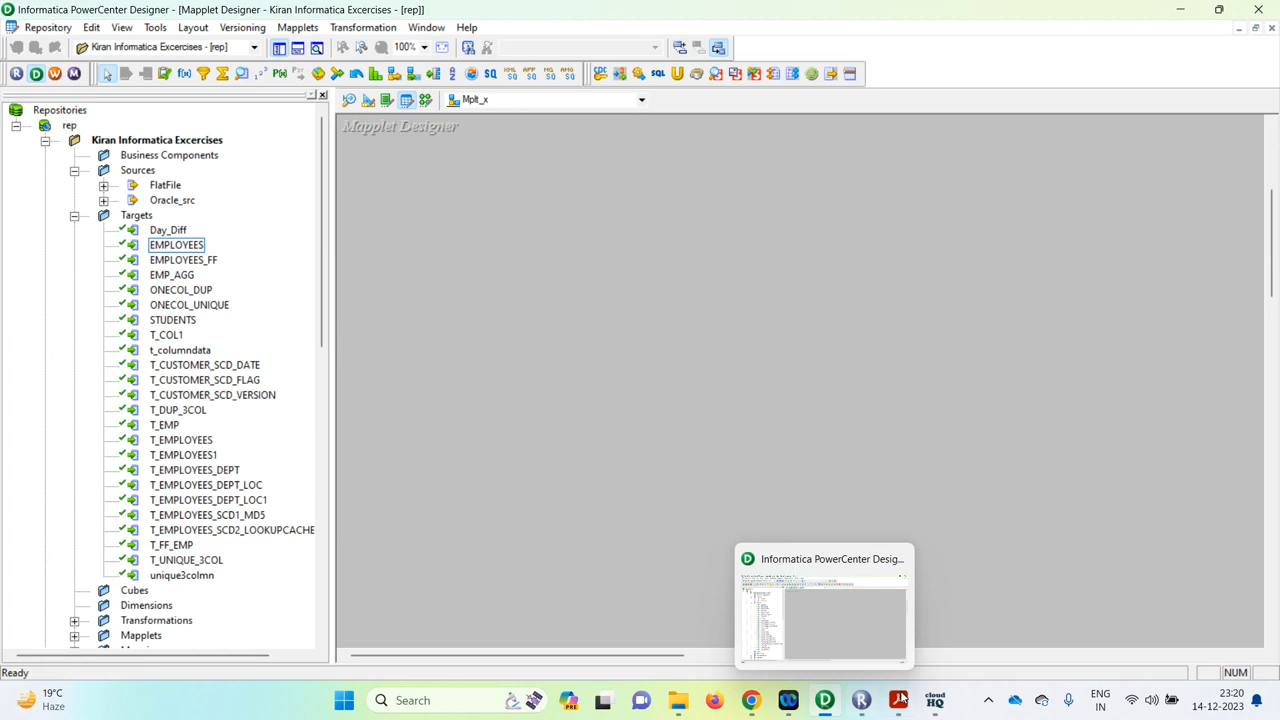 Informatica PowerCenter Designer - [Mapplet Designer - Kiran Informatica Excercises - [rep]]
Repository Edit View Tools Layout Versioning Mapplets Transformation Window Help
Kiran Informatica Excercises - [rep] 100%
Mplt_x
Mapplet Designer
Repositories
rep
Kiran Informatica Excercises
Business Components
Sources
FlatFile
Oracle_src
Targets
Day_Diff
EMPLOYEES
EMPLOYEES_FF
EMP_AGG
ONECOL_DUP
ONECOL_UNIQUE
STUDENTS
T_COL1
t_columndata
T_CUSTOMER_SCD_DATE
T_CUSTOMER_SCD_FLAG
T_CUSTOMER_SCD_VERSION
T_DUP_3COL
T_EMP
T_EMPLOYEES
T_EMPLOYEES1
T_EMPLOYEES_DEPT
T_EMPLOYEES_DEPT_LOC
T_EMPLOYEES_DEPT_LOC1
T_EMPLOYEES_SCD1_MD5
T_EMPLOYEES_SCD2_LOOKUPCACHE
T_FF_EMP
T_UNIQUE_3COL
unique3colmn
Cubes
Dimensions
Transformations
Mapplets
Informatica PowerCenter Desig...
Ready NUM
19°C
Haze
Search
cloud
HQ
ENG
IN
23:20
14-12-2023